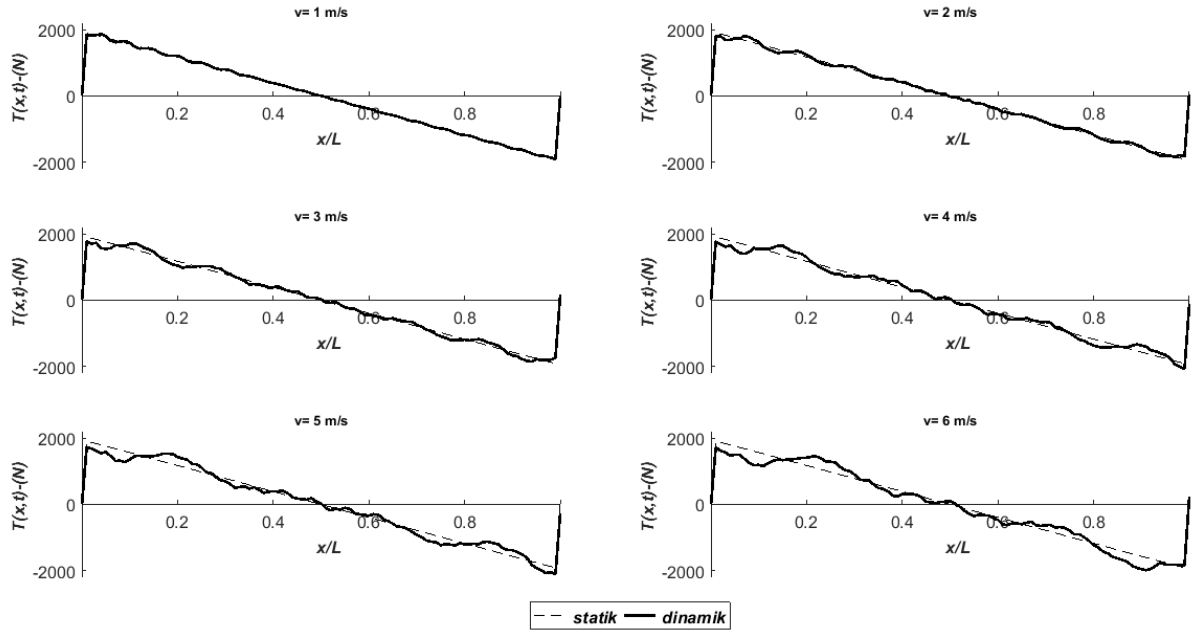 v= 1 m/s
T(x,t)-(N)
2000
0
-2000
0.2
0.4
0.6
0.8
x/L
v= 2 m/s
T(x,t)-(N)
2000
0
-2000
0.2
0.4
0.6
0.8
x/L
v= 3 m/s
T(x,t)-(N)
2000
0
-2000
0.2
0.4
0.6
0.8
x/L
v= 4 m/s
T(x,t)-(N)
2000
0
-2000
0.2
0.4
0.6
0.8
x/L
v= 5 m/s
T(x,t)-(N)
2000
0
-2000
0.2
0.4
0.6
0.8
x/L
v= 6 m/s
T(x,t)-(N)
2000
0
-2000
0.2
0.4
0.6
0.8
x/L
statik dinamik